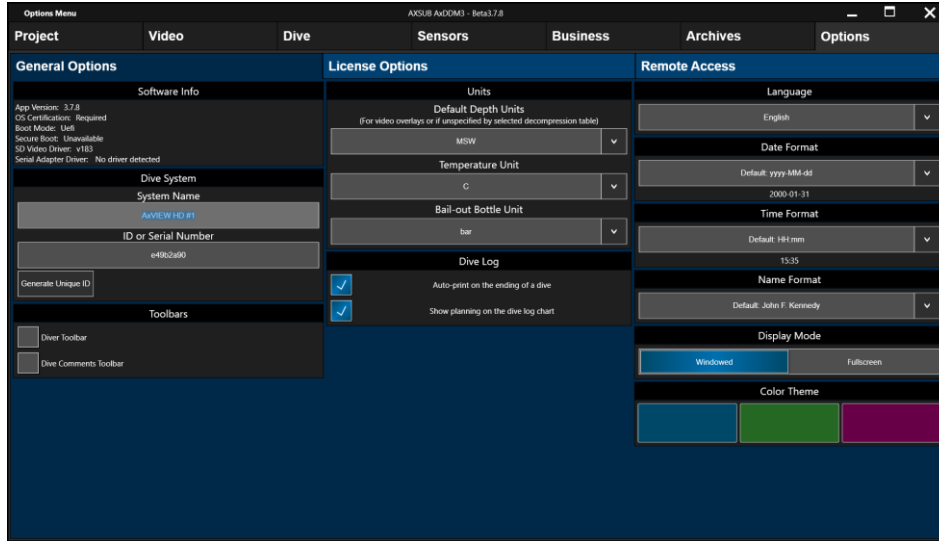 Options Menu
AXSUB AxDDM3 - Beta3.7.8
Project
Video
Dive
Sensors
Business
Archives
Options
General Options
License Options
Remote Access
Software Info
App Version: 3.7.8
OS Certification: Required
Boot Mode: Uefi
Secure Boot: Unavailable
SD Video Driver: v183
Serial Adapter Driver: No driver detected
Dive System
System Name
AxVIEW HD #1
ID or Serial Number
e49b2a90
Generate Unique ID
Toolbars
Diver Toolbar
Dive Comments Toolbar
Units
Default Depth Units
(For video overlays or if unspecified by selected decompression table)
MSW
Temperature Unit
C
Bail-out Bottle Unit
bar
Dive Log
Auto-print on the ending of a dive
Show planning on the dive log chart
Language
English
Date Format
Default: yyyy-MM-dd
2000-01-31
Time Format
Default: HH:mm
15:35
Name Format
Default: John F. Kennedy
Display Mode
Windowed
Fullscreen
Color Theme